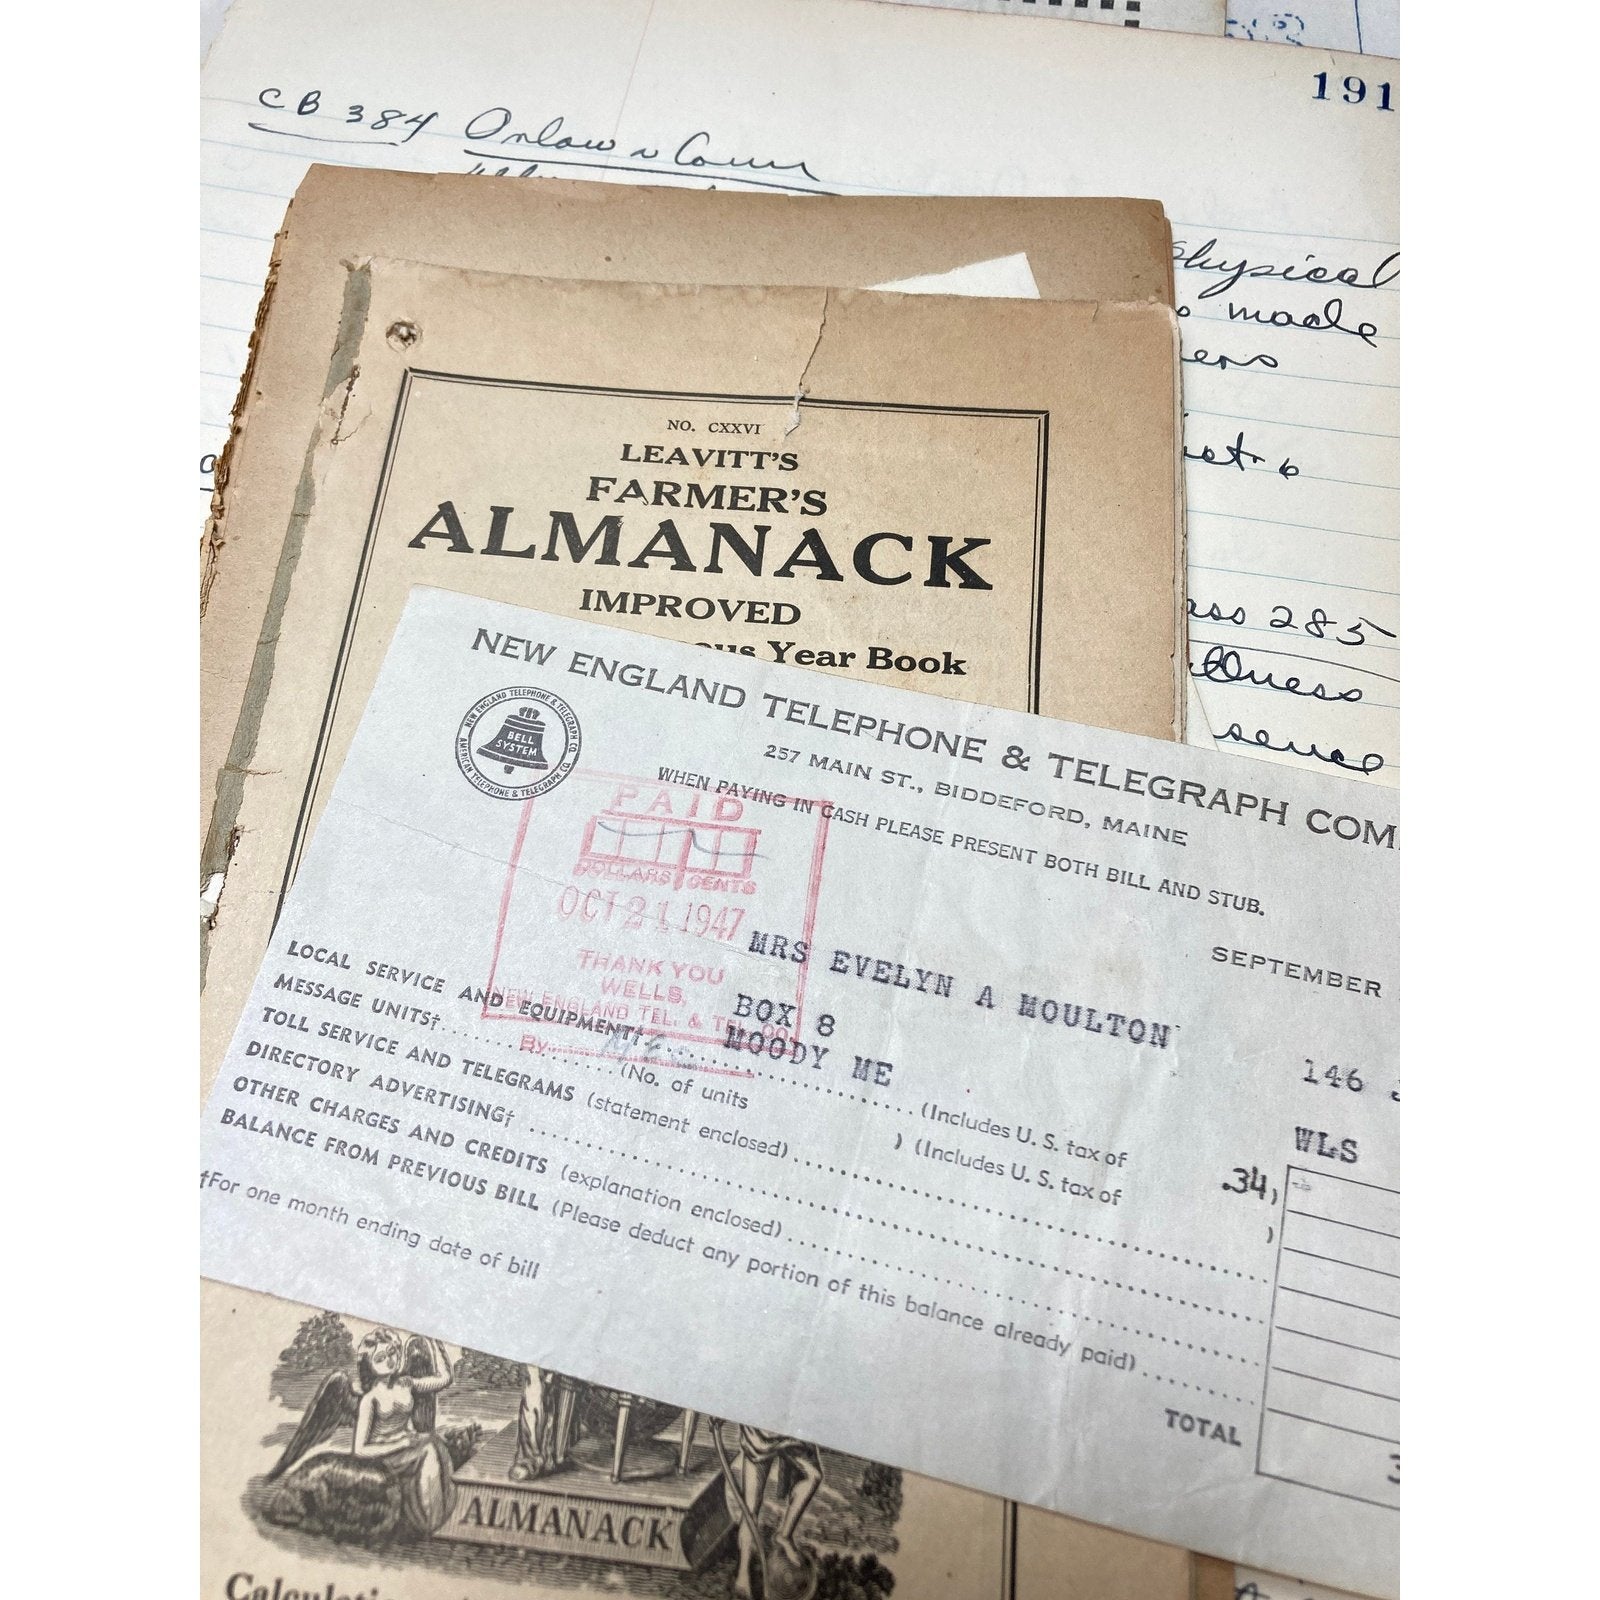 191
CB 384
physical
made
ers
285
NO. CXXVI
LEAVITT'S
FARMER'S
ALMANACK
IMPROVED
ous Year Book
NEW ENGLAND TELEPHONE & TELEGRAPH COM
257 MAIN ST., BIDDEFORD, MAINE
WHEN PAYING IN CASH PLEASE PRESENT BOTH BILL AND STUB.
NEW ENGLAND TELEPHONE & TELEGRAPH CO.
AMERICAN TELEPHONE & TELEGRAPH CO.
BELL
SYSTEM
PAID
DOLLARS CENTS
OCT 21 1947
THANK YOU
WELLS,
NEW ENGLAND TEL. & TEL. CO.
By
SEPTEMBER
MRS EVELYN A MOULTON
BOX 8
MOODY ME
146
WLS
LOCAL SERVICE AND EQUIPMENT† (Includes U. S. tax of .34)
MESSAGE UNITS† (No. of units ) (Includes U. S. tax of )
TOLL SERVICE AND TELEGRAMS (statement enclosed)
DIRECTORY ADVERTISING†
OTHER CHARGES AND CREDITS (explanation enclosed)
BALANCE FROM PREVIOUS BILL (Please deduct any portion of this balance already paid)
†For one month ending date of bill
TOTAL
3
ALMANACK